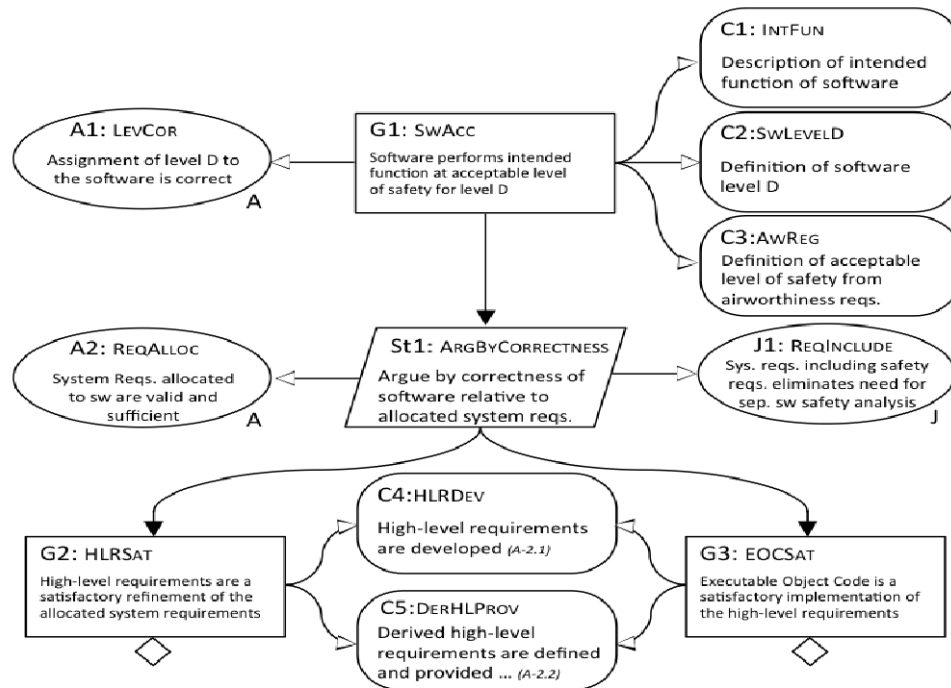 C1: INTFUN
Description of intended
function of software
A1: LEVCOR
Assignment of level D to
the software is correct
A
G1: SWACC
Software performs intended
function at acceptable level
of safety for level D
C2:SWLEVELD
Definition of software
level D
C3:AWREG
Definition of acceptable
level of safety from
airworthiness reqs.
A2: REQALLOC
System Reqs. allocated
to sw are valid and
sufficient
A
St1: ARGBYCORRECTNESS
Argue by correctness of
software relative to
allocated system reqs.
J1: REQINCLUDE
Sys. reqs. including safety
reqs. eliminates need for
sep. sw safety analysis
J
C4:HLRDEV
High-level requirements
are developed (A-2.1)
G2: HLRSAT
High-level requirements are a
satisfactory refinement of the
allocated system requirements
G3: EOCSAT
Executable Object Code is a
satisfactory implementation of
the high-level requirements
C5:DERHLPROV
Derived high-level
requirements are defined
and provided ... (A-2.2)